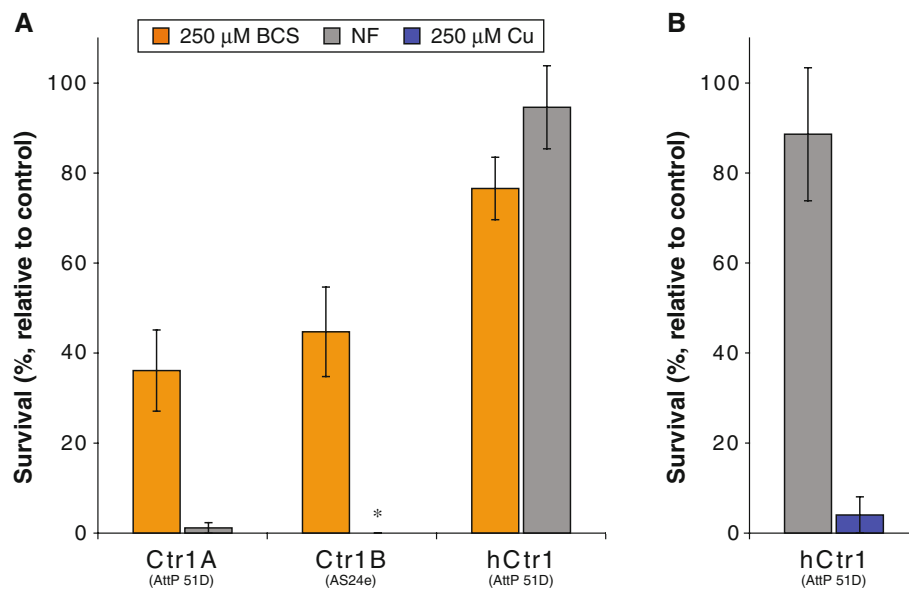 A
250 μM BCS NF 250 μM Cu
Survival (%, relative to control)
100
80
60
40
20
0
*
Ctr1A Ctr1B hCtr1
(AttP 51D) (AS24e) (AttP 51D)
B
Survival (%, relative to control)
100
80
60
40
20
0
hCtr1
(AttP 51D)